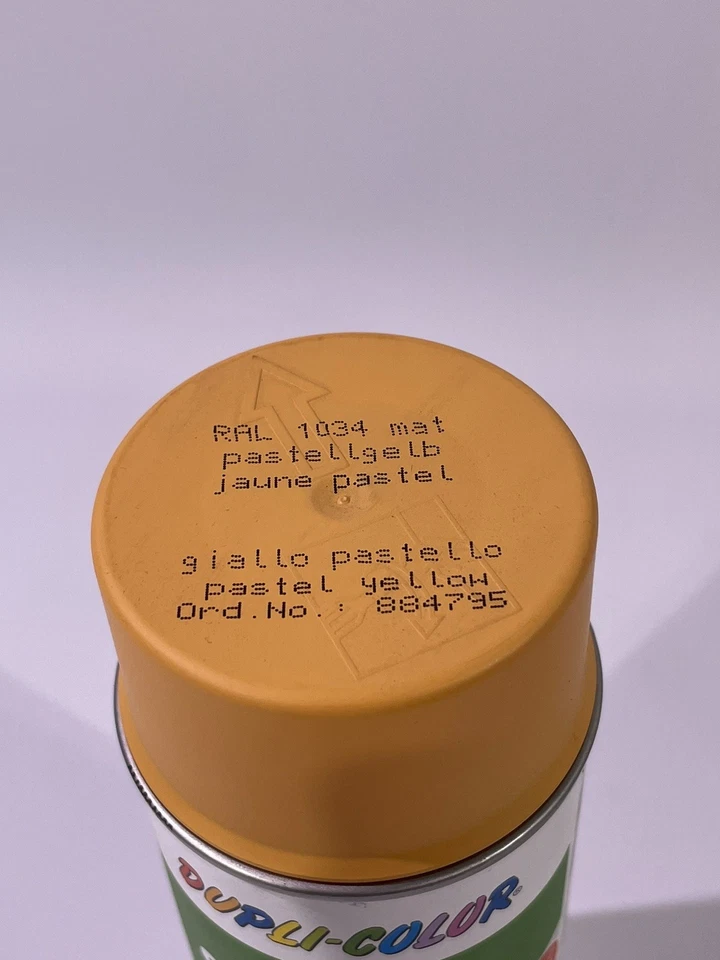 RAL 1034 mat
pastellgelb
jaune pastel
giallo pastello
pastel yellow
Ord.No.: 884795
DUPLI-COLOR®